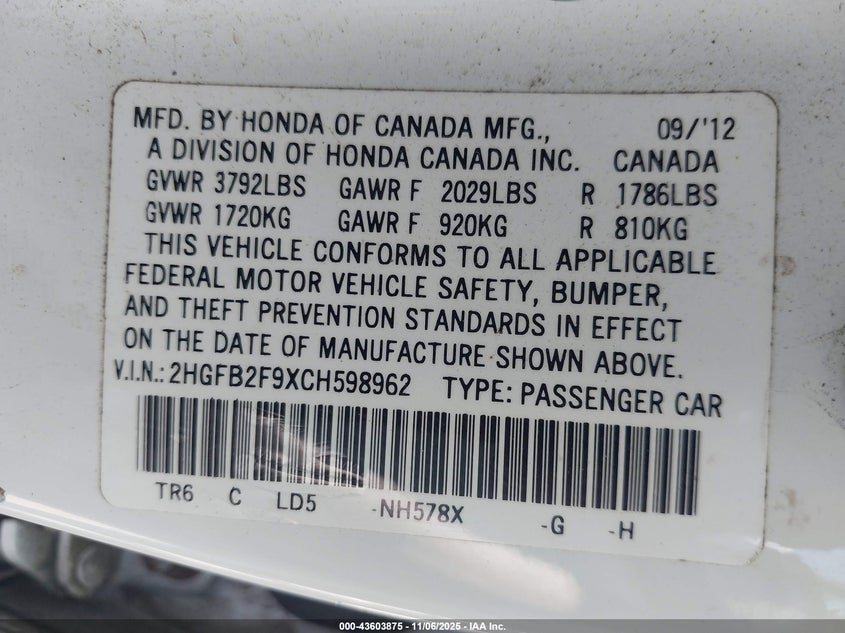 MFD. BY HONDA OF CANADA MFG., 09/'12
A DIVISION OF HONDA CANADA INC. CANADA
GVWR 3792LBS GAWR F 2029LBS R 1786LBS
GVWR 1720KG GAWR F 920KG R 810KG
THIS VEHICLE CONFORMS TO ALL APPLICABLE
FEDERAL MOTOR VEHICLE SAFETY, BUMPER,
AND THEFT PREVENTION STANDARDS IN EFFECT
ON THE DATE OF MANUFACTURE SHOWN ABOVE.
V.I.N.: 2HGFB2F9XCH598962 TYPE: PASSENGER CAR
TR6 C LD5 -NH578X -G -H
000-43603875 - 11/06/2025 - IAA Inc.